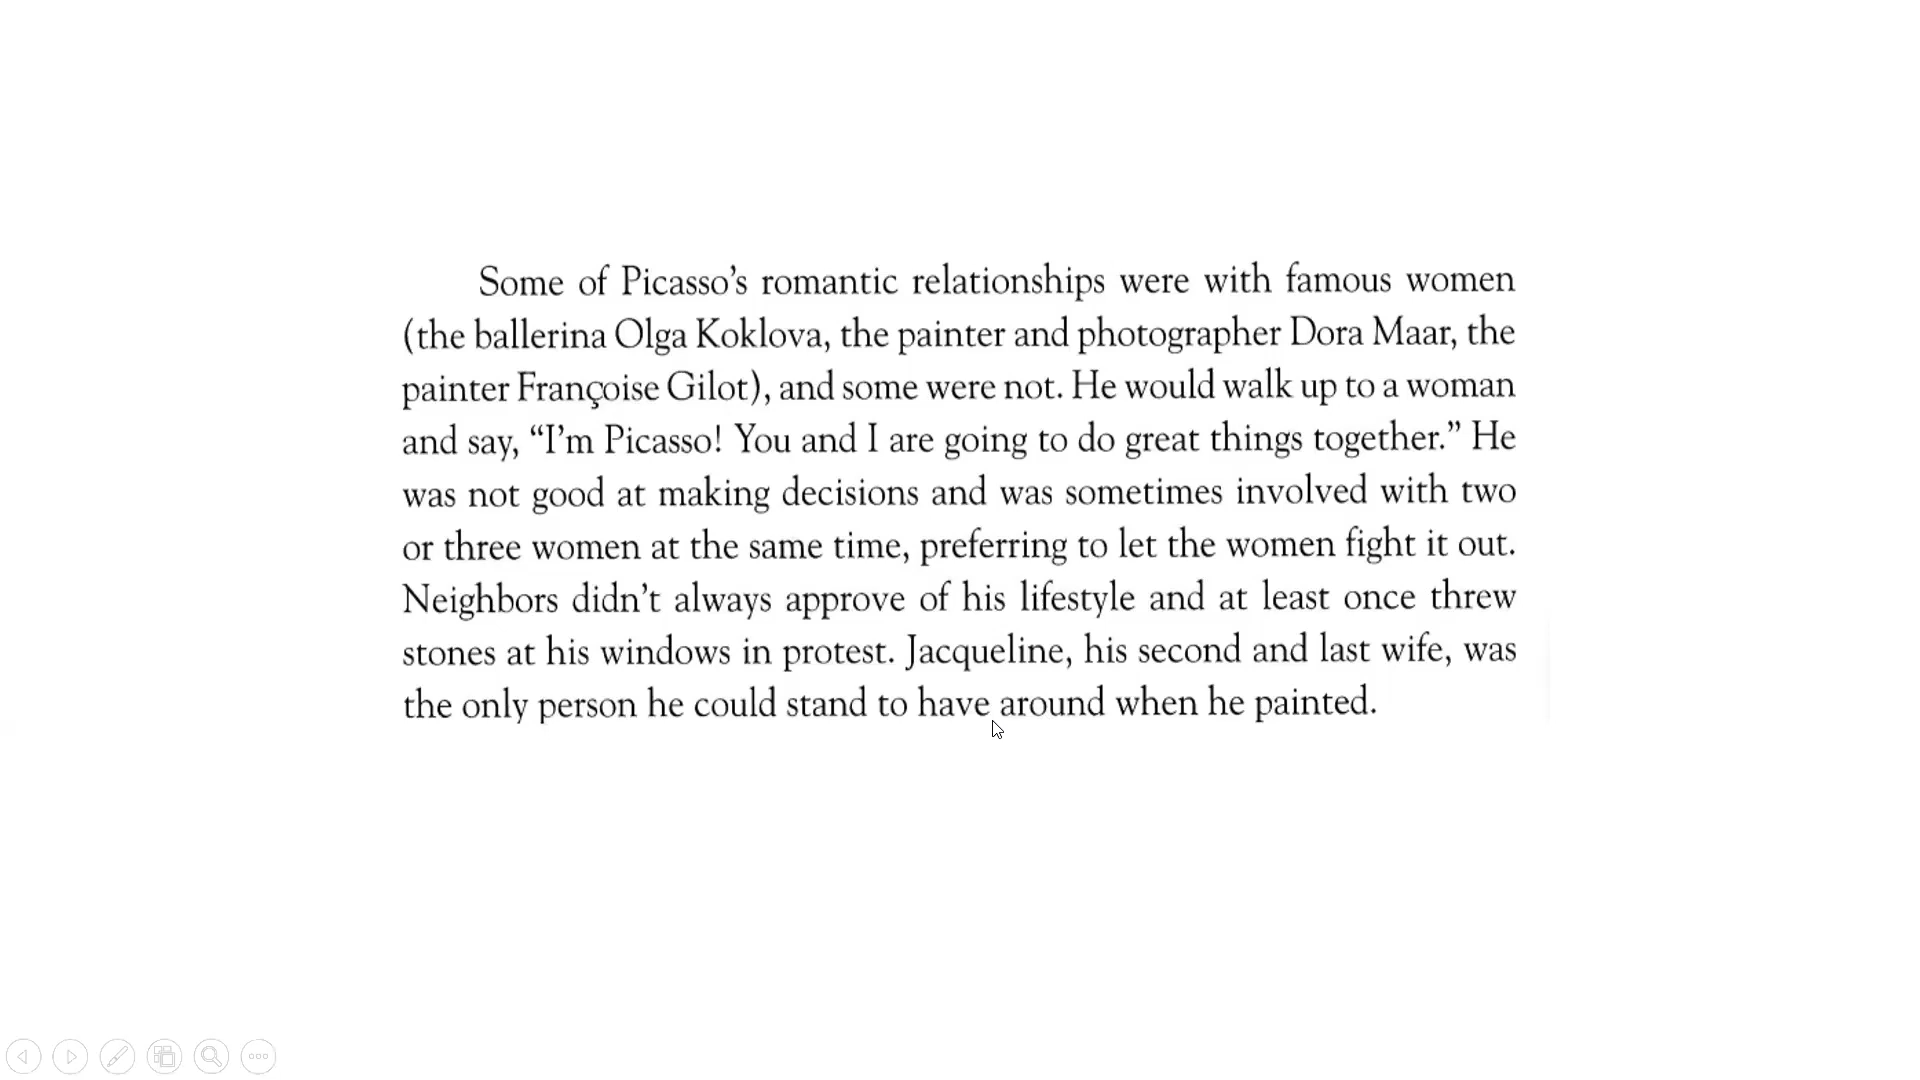 Some of Picasso’s romantic relationships were with famous women
(the ballerina Olga Koklova, the painter and photographer Dora Maar, the
painter Françoise Gilot), and some were not. He would walk up to a woman
and say, “I’m Picasso! You and I are going to do great things together.” He
was not good at making decisions and was sometimes involved with two
or three women at the same time, preferring to let the women fight it out.
Neighbors didn’t always approve of his lifestyle and at least once threw
stones at his windows in protest. Jacqueline, his second and last wife, was
the only person he could stand to have around when he painted.